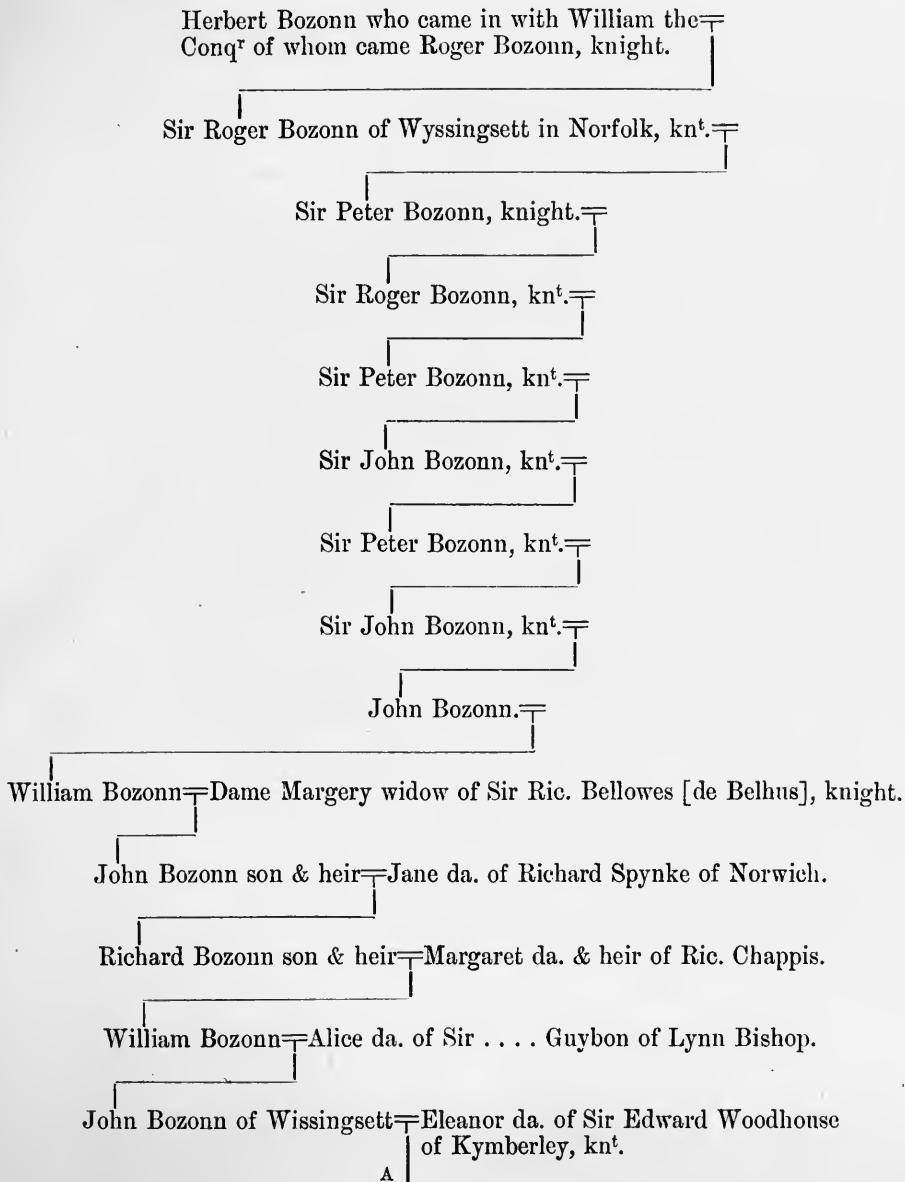 Herbert Bozonn who came in with William the
Conqʳ of whom came Roger Bozonn, knight.
Sir Roger Bozonn of Wyssingsett in Norfolk, knᵗ.
Sir Peter Bozonn, knight.
Sir Roger Bozonn, knᵗ.
Sir Peter Bozonn, knᵗ.
Sir John Bozonn, knᵗ.
Sir Peter Bozonn, knᵗ.
Sir John Bozonn, knᵗ.
John Bozonn.
William Bozonn Dame Margery widow of Sir Ric. Bellowes [de Belhus], knight.
John Bozonn son & heir Jane da. of Richard Spynke of Norwich.
Richard Bozonn son & heir Margaret da. & heir of Ric. Chappis.
William Bozonn Alice da. of Sir . . . . Guybon of Lynn Bishop.
John Bozonn of Wissingsett Eleanor da. of Sir Edward Woodhouse
of Kymberley, knᵗ.
A